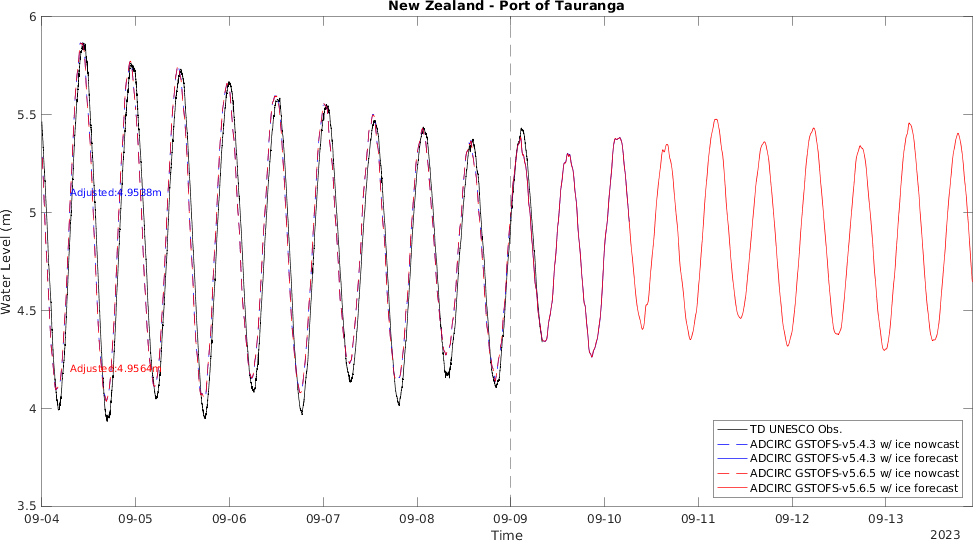 New Zealand - Port of Tauranga
Water Level (m)
6
5.5
5
4.5
4
3.5
Adjusted:4.9538m
Adjusted:4.9564m
TD UNESCO Obs.
ADCIRC GSTOFS-v5.4.3 w/ ice nowcast
ADCIRC GSTOFS-v5.4.3 w/ ice forecast
ADCIRC GSTOFS-v5.6.5 w/ ice nowcast
ADCIRC GSTOFS-v5.6.5 w/ ice forecast
09-04 09-05 09-06 09-07 09-08 09-09 09-10 09-11 09-12 09-13
Time
2023